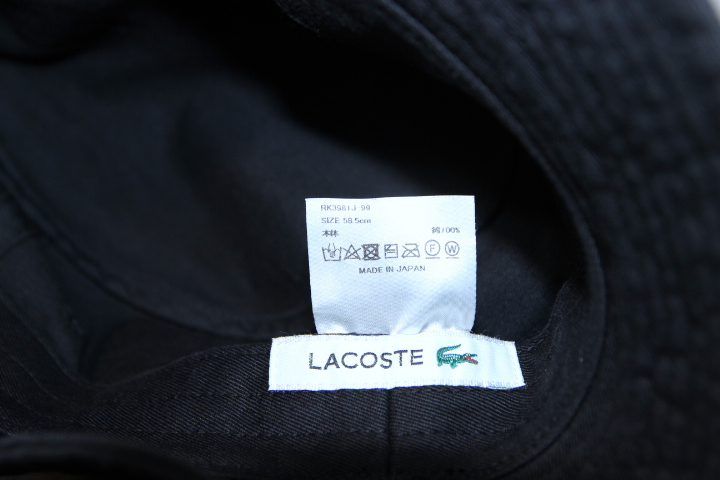 SIZE 58.5cm
本体 綿100%
F W
MADE IN JAPAN
LACOSTE